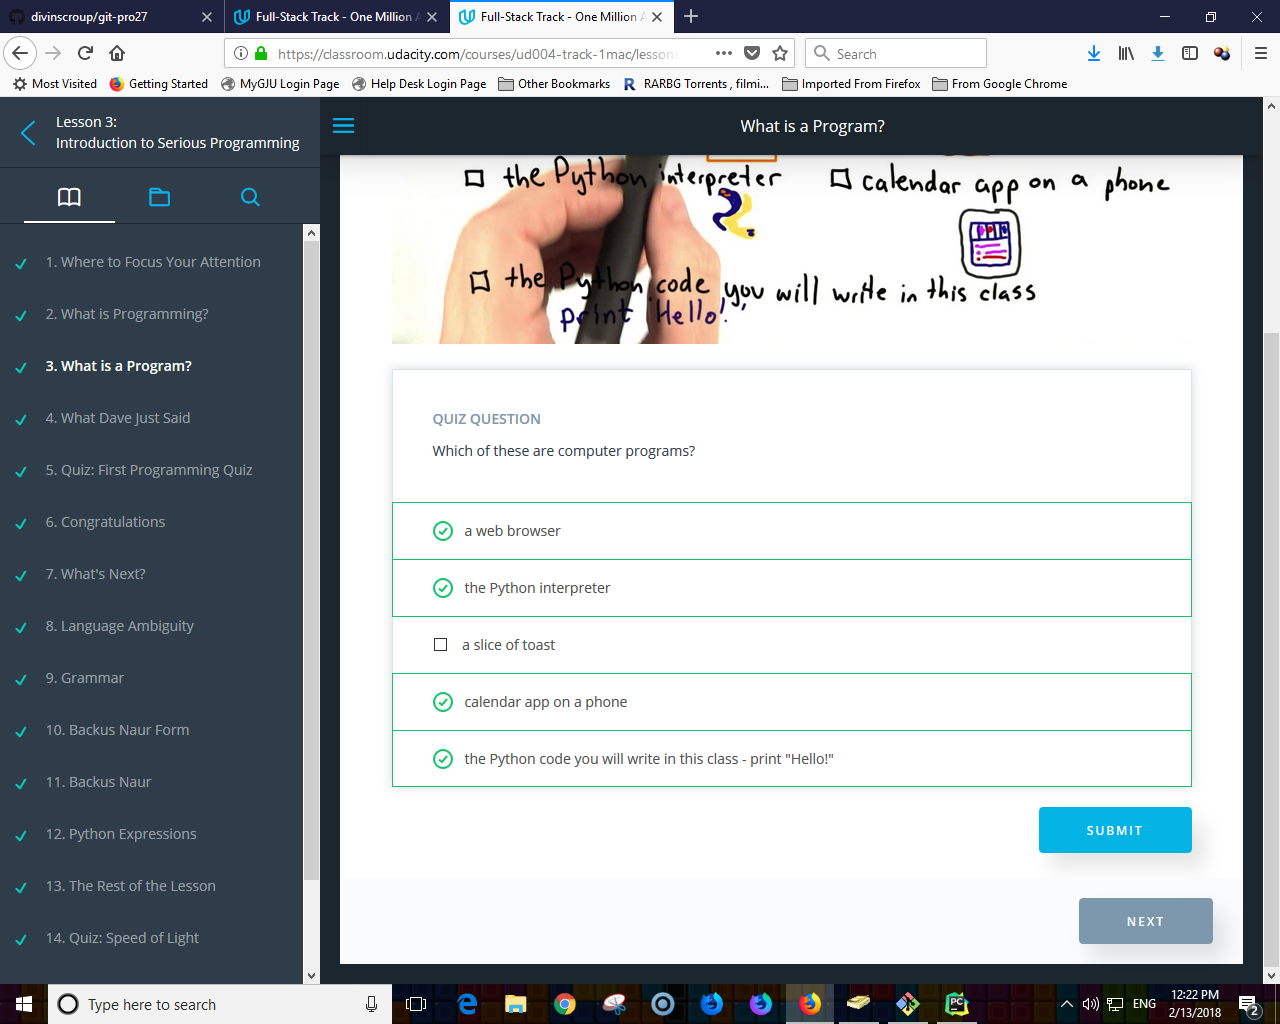 divinscroup/git-pro27
Full-Stack Track - One Million A
Full-Stack Track - One Million A
https://classroom.udacity.com/courses/ud004-track-1mac/lesson
Search
Most Visited
Getting Started
MyGJU Login Page
Help Desk Login Page
Other Bookmarks
RARBG Torrents , filmi...
Imported From Firefox
From Google Chrome
Lesson 3:
Introduction to Serious Programming
What is a Program?
1. Where to Focus Your Attention
2. What is Programming?
3. What is a Program?
4. What Dave Just Said
5. Quiz: First Programming Quiz
6. Congratulations
7. What's Next?
8. Language Ambiguity
9. Grammar
10. Backus Naur Form
11. Backus Naur
12. Python Expressions
13. The Rest of the Lesson
14. Quiz: Speed of Light
the Python interpreter
calendar app on a phone
the Python code you will write in this class
print "Hello!"
QUIZ QUESTION
Which of these are computer programs?
a web browser
the Python interpreter
a slice of toast
calendar app on a phone
the Python code you will write in this class - print "Hello!"
SUBMIT
NEXT
Type here to search
PC
ENG
12:22 PM
2/13/2018
2